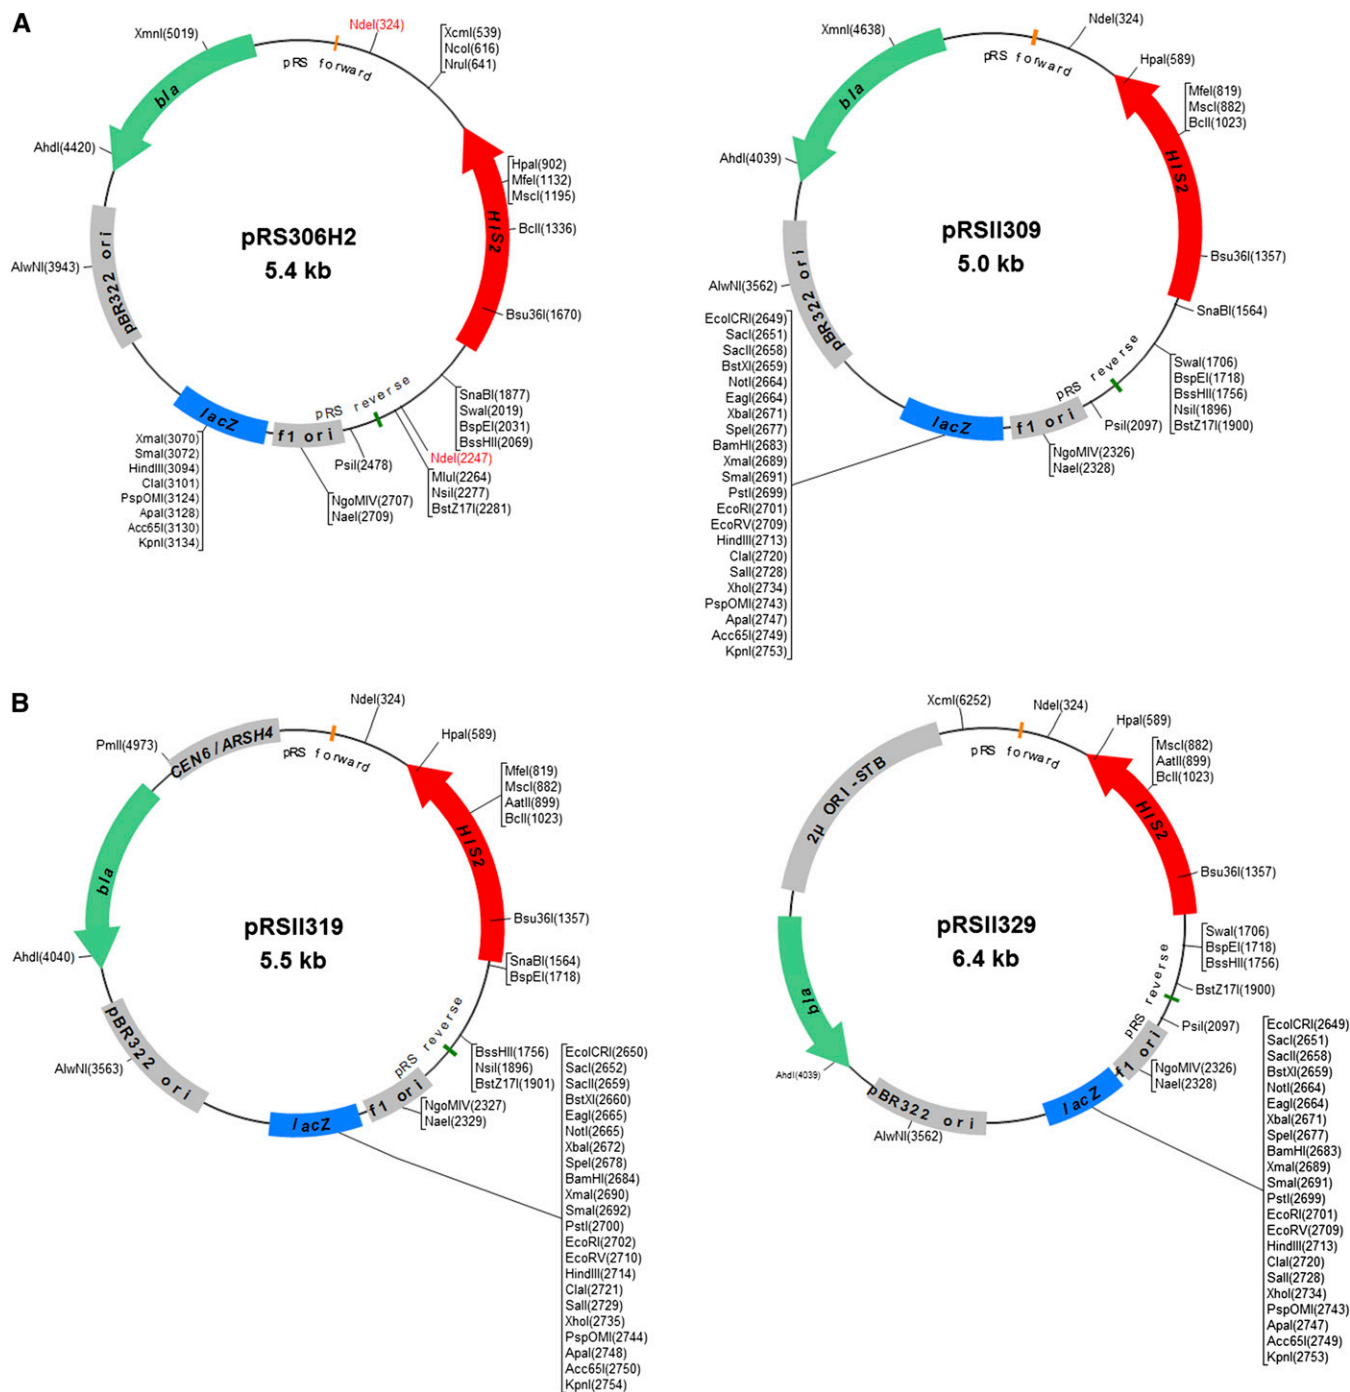 A
XmnI(5019)
NdeI(324)
XcmI(539)
NcoI(616)
NruI(641)
pRS forward
bla
AhdI(4420)
HpaI(902)
MfeI(1132)
MscI(1195)
HIS2
BclI(1336)
pRS306H2
5.4 kb
pBR322 ori
AlwNI(3943)
Bsu36I(1670)
SnaBI(1877)
SwaI(2019)
BspEI(2031)
BssHII(2069)
pRS reverse
NdeI(2247)
MluI(2264)
NsiI(2277)
BstZ17I(2281)
lacZ
f1 ori
PsiI(2478)
NgoMIV(2707)
NaeI(2709)
XmaI(3070)
SmaI(3072)
HindIII(3094)
ClaI(3101)
PspOMI(3124)
ApaI(3128)
Acc65I(3130)
KpnI(3134)
XmnI(4638)
NdeI(324)
pRS forward
HpaI(589)
MfeI(819)
MscI(882)
BclI(1023)
bla
AhdI(4039)
HIS2
pRSII309
5.0 kb
Bsu36I(1357)
AlwNI(3562)
pBR322 ori
SnaBI(1564)
SwaI(1706)
BspEI(1718)
BssHII(1756)
NsiI(1896)
BstZ17I(1900)
pRS reverse
PsiI(2097)
lacZ
f1 ori
NgoMIV(2326)
NaeI(2328)
EcoICRI(2649)
SacI(2651)
SacII(2658)
BstXI(2659)
NotI(2664)
EagI(2664)
XbaI(2671)
SpeI(2677)
BamHI(2683)
XmaI(2689)
SmaI(2691)
PstI(2699)
EcoRI(2701)
EcoRV(2709)
HindIII(2713)
ClaI(2720)
SalI(2728)
XhoI(2734)
PspOMI(2743)
ApaI(2747)
Acc65I(2749)
KpnI(2753)
B
NdeI(324)
PmlI(4973)
CEN6/ARSH4
pRS forward
HpaI(589)
MfeI(819)
MscI(882)
AatII(899)
BclI(1023)
HIS2
bla
pRSII319
5.5 kb
Bsu36I(1357)
AhdI(4040)
SnaBI(1564)
BspEI(1718)
pBR322 ori
AlwNI(3563)
pRS reverse
BssHII(1756)
NsiI(1896)
BstZ17I(1901)
lacZ
f1 ori
NgoMIV(2327)
NaeI(2329)
EcoICRI(2650)
SacI(2652)
SacII(2659)
BstXI(2660)
EagI(2665)
NotI(2665)
XbaI(2672)
SpeI(2678)
BamHI(2684)
XmaI(2690)
SmaI(2692)
PstI(2700)
EcoRI(2702)
EcoRV(2710)
HindIII(2714)
ClaI(2721)
SalI(2729)
XhoI(2735)
PspOMI(2744)
ApaI(2748)
Acc65I(2750)
KpnI(2754)
XcmI(6252)
NdeI(324)
pRS forward
HpaI(589)
MscI(882)
AatII(899)
BclI(1023)
2μ ORI-STB
HIS2
Bsu36I(1357)
pRSII329
6.4 kb
SwaI(1706)
BspEI(1718)
BssHII(1756)
bla
BstZ17I(1900)
pRS reverse
PsiI(2097)
AhdI(4039)
f1 ori
NgoMIV(2326)
NaeI(2328)
pBR322 ori
AlwNI(3562)
lacZ
EcoICRI(2649)
SacI(2651)
SacII(2658)
BstXI(2659)
NotI(2664)
EagI(2664)
XbaI(2671)
SpeI(2677)
BamHI(2683)
XmaI(2689)
SmaI(2691)
PstI(2699)
EcoRI(2701)
EcoRV(2709)
HindIII(2713)
ClaI(2720)
SalI(2728)
XhoI(2734)
PspOMI(2743)
ApaI(2747)
Acc65I(2749)
KpnI(2753)